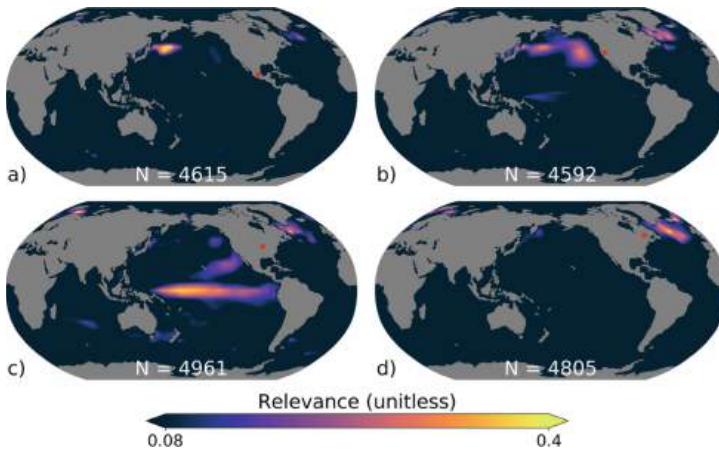 a) N = 4615
b) N = 4592
c) N = 4961
d) N = 4805
Relevance (unitless)
0.08 0.4